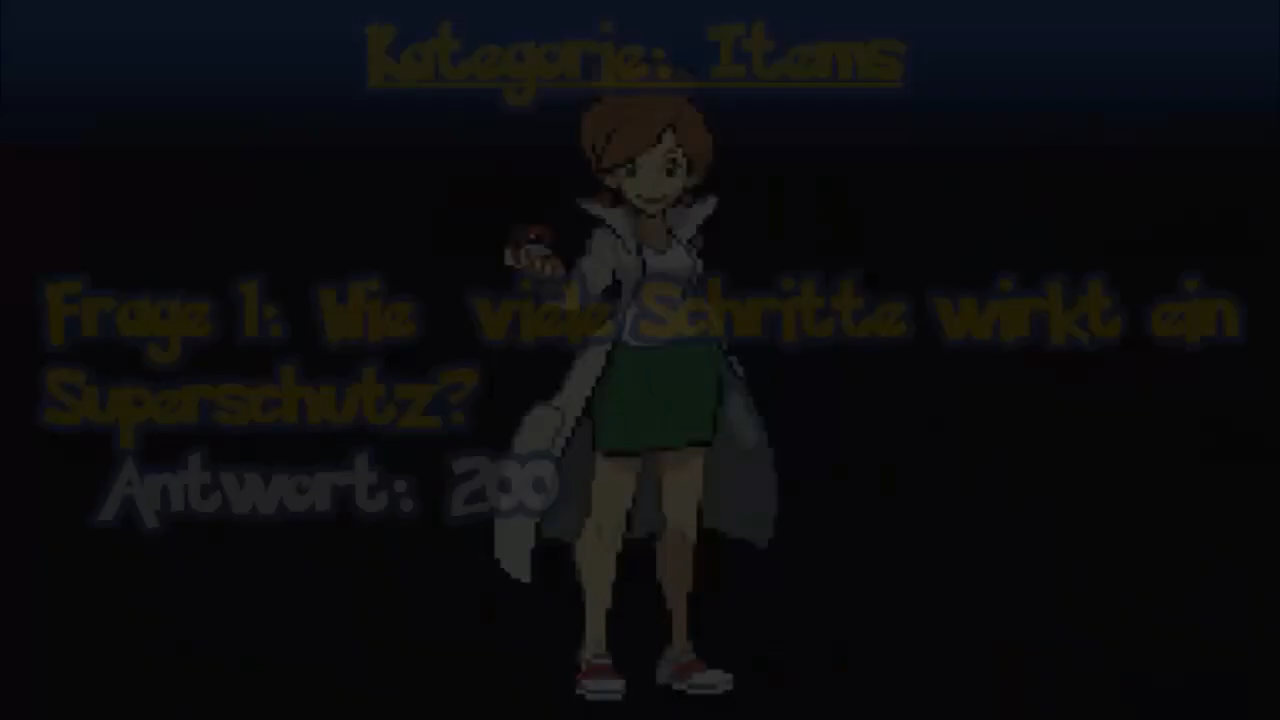 Kategorie: Items
Frage 1: Wie viele Schritte wirkt ein
Superschutz?
Antwort: 200